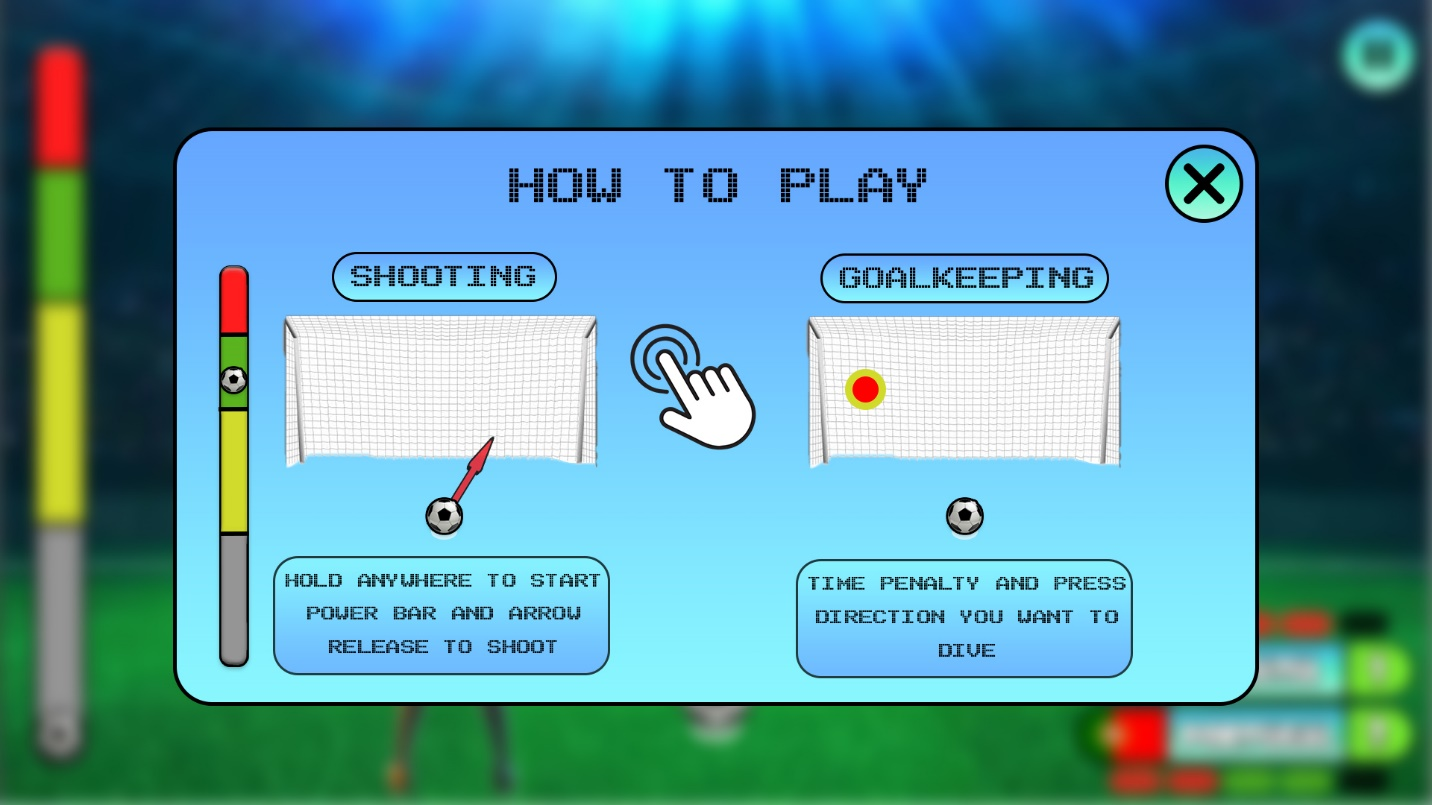 HOW TO PLAY
SHOOTING
HOLD ANYWHERE TO START
POWER BAR AND ARROW
RELEASE TO SHOOT
GOALKEEPING
TIME PENALTY AND PRESS
DIRECTION YOU WANT TO
DIVE